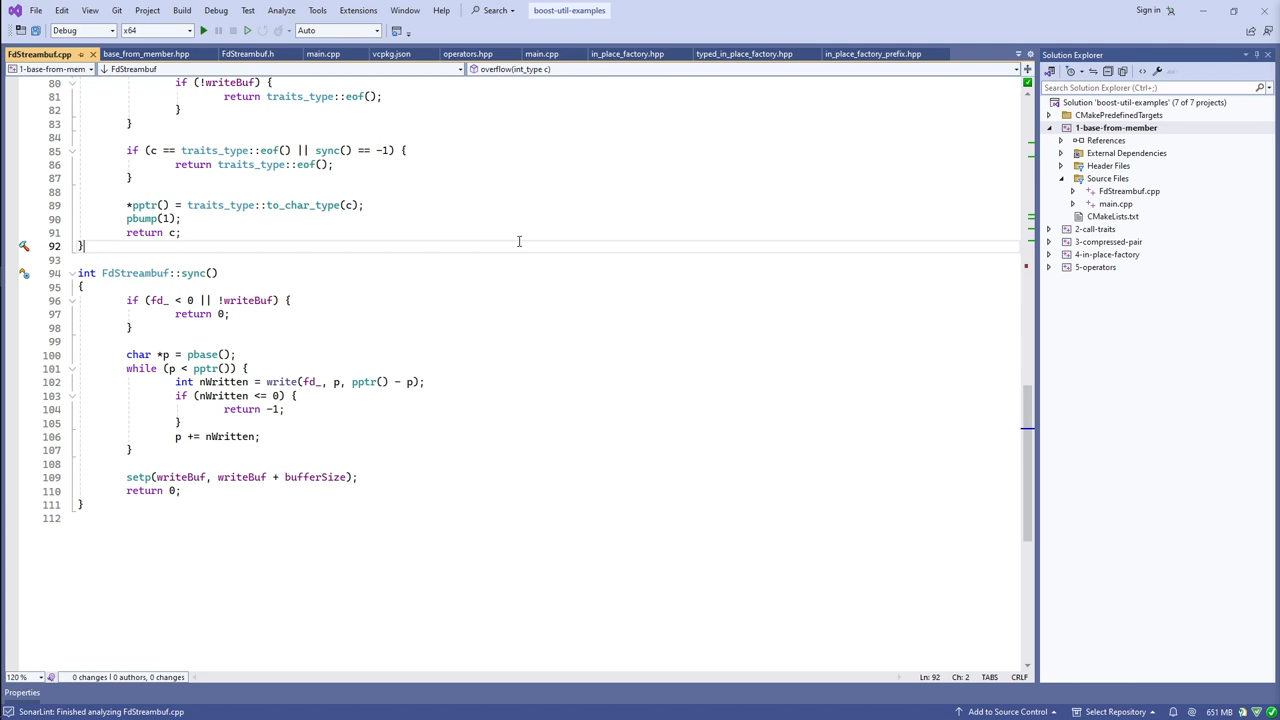 File Edit View Git Project Build Debug Test Analyze Tools Extensions Window Help Search boost-util-examples Sign in
Debug x64 Auto
FdStreambuf.cpp base_from_member.hpp FdStreambuf.h main.cpp vcpkg.json operators.hpp main.cpp in_place_factory.hpp typed_in_place_factory.hpp in_place_factory_prefix.hpp
1-base-from-mem FdStreambuf overflow(int_type c)
80 if (!writeBuf) {
81 return traits_type::eof();
82 }
83 }
84
85 if (c == traits_type::eof() || sync() == -1) {
86 return traits_type::eof();
87 }
88
89 *pptr() = traits_type::to_char_type(c);
90 pbump(1);
91 return c;
92 }
93
94 int FdStreambuf::sync()
95 {
96 if (fd_ < 0 || !writeBuf) {
97 return 0;
98 }
99
100 char *p = pbase();
101 while (p < pptr()) {
102 int nWritten = write(fd_, p, pptr() - p);
103 if (nWritten <= 0) {
104 return -1;
105 }
106 p += nWritten;
107 }
108
109 setp(writeBuf, writeBuf + bufferSize);
110 return 0;
111 }
112
120 % 0 changes | 0 authors, 0 changes Ln: 92 Ch: 2 TABS CRLF
Properties
Solution Explorer
Search Solution Explorer (Ctrl+;)
Solution 'boost-util-examples' (7 of 7 projects)
CMakePredefinedTargets
1-base-from-member
References
External Dependencies
Header Files
Source Files
FdStreambuf.cpp
main.cpp
CMakeLists.txt
2-call-traits
3-compressed-pair
4-in-place-factory
5-operators
SonarLint: Finished analyzing FdStreambuf.cpp Add to Source Control Select Repository 651 MB